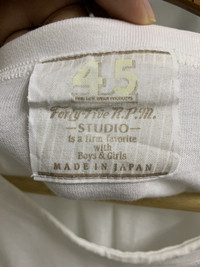 45
Forty-Five R.P.M.
-STUDIO-
Is a firm favorite
with
Boys & Girls
MADE IN JAPAN